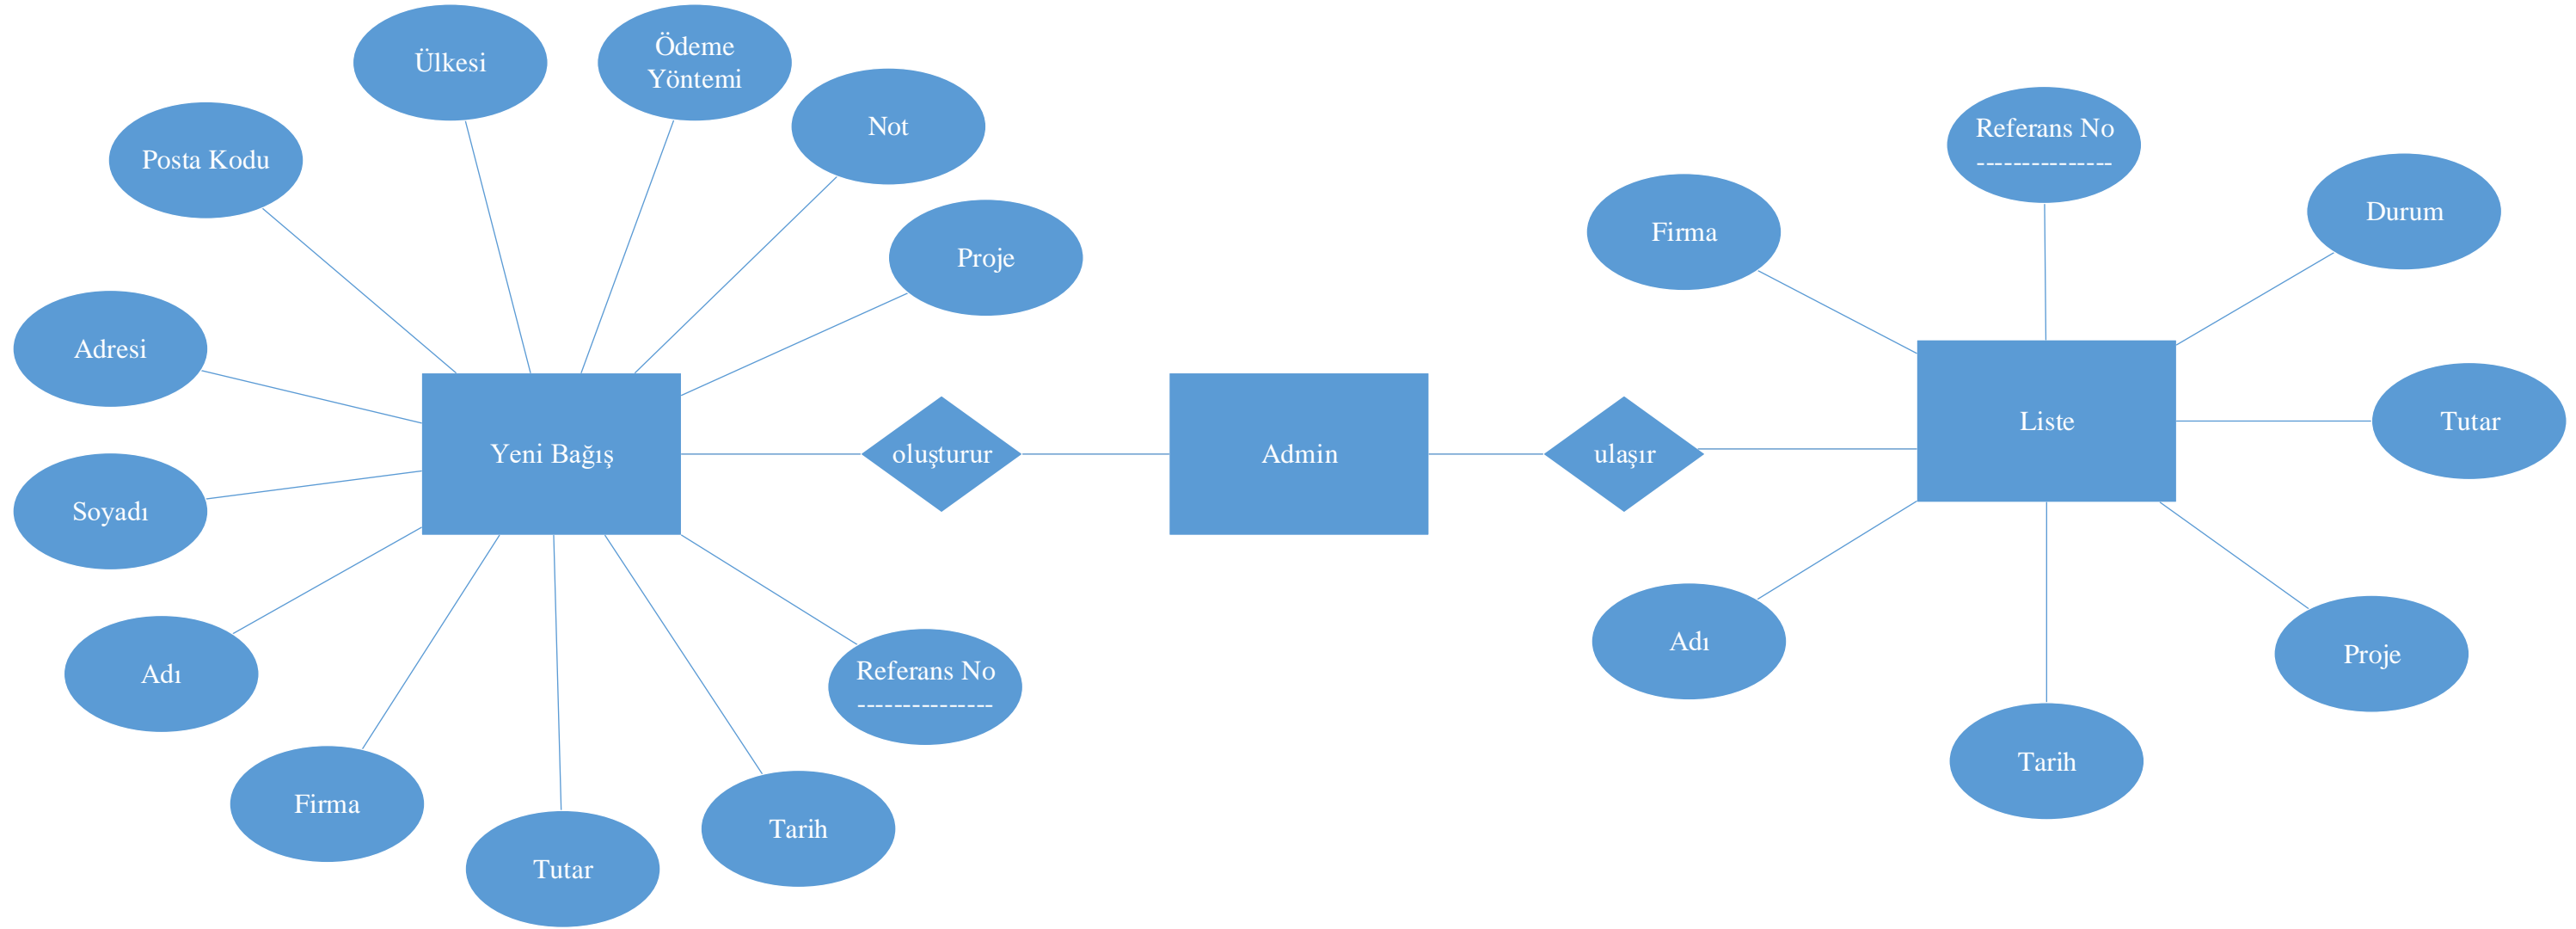 Ülkesi
Ödeme
Yöntemi
Not
Posta Kodu
Proje
Adresi
Soyadı
Adı
Firma
Tutar
Tarih
Referans No
---------------
Yeni Bağış
oluşturur
Admin
ulaşır
Liste
Firma
Referans No
---------------
Durum
Tutar
Proje
Tarih
Adı